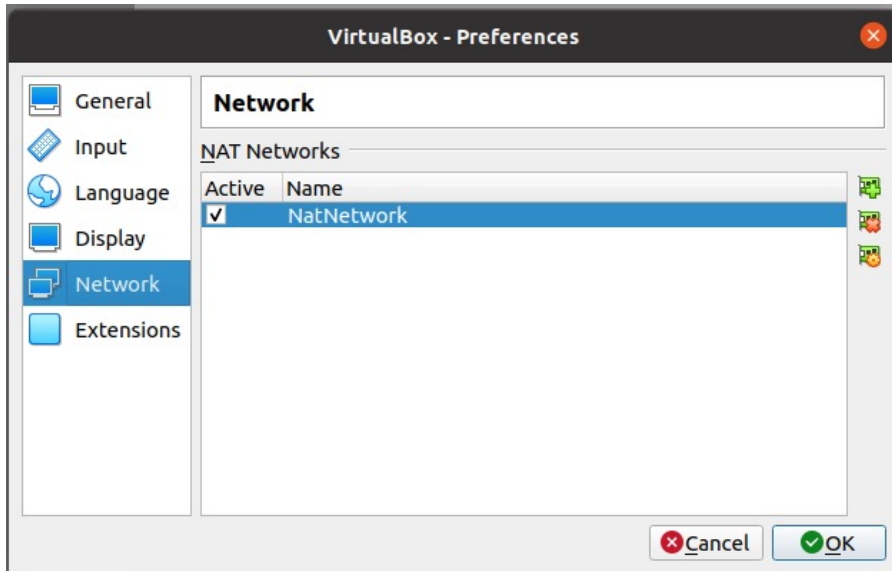 VirtualBox - Preferences
General
Input
Language
Display
Network
Extensions
Network
NAT Networks
Active Name
NatNetwork
Cancel OK